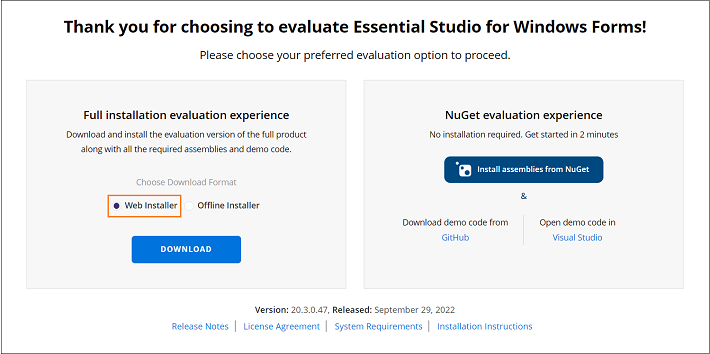 Thank you for choosing to evaluate Essential Studio for Windows Forms!
Please choose your preferred evaluation option to proceed.
Full installation evaluation experience
Download and install the evaluation version of the full product
along with all the required assemblies and demo code.
Choose Download Format
Web Installer Offline Installer
DOWNLOAD
NuGet evaluation experience
No installation required. Get started in 2 minutes
Install assemblies from NuGet
&
Download demo code from
GitHub
Open demo code in
Visual Studio
Version: 20.3.0.47, Released: September 29, 2022
Release Notes | License Agreement | System Requirements | Installation Instructions